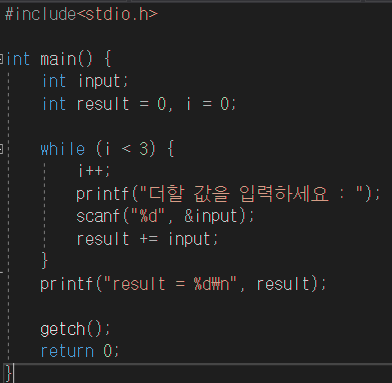 #include<stdio.h>
int main() {
int input;
int result = 0, i = 0;
while (i < 3) {
i++;
printf("더할 값을 입력하세요 : ");
scanf("%d", &input);
result += input;
}
printf("result = %d₩n", result);
getch();
return 0;
}